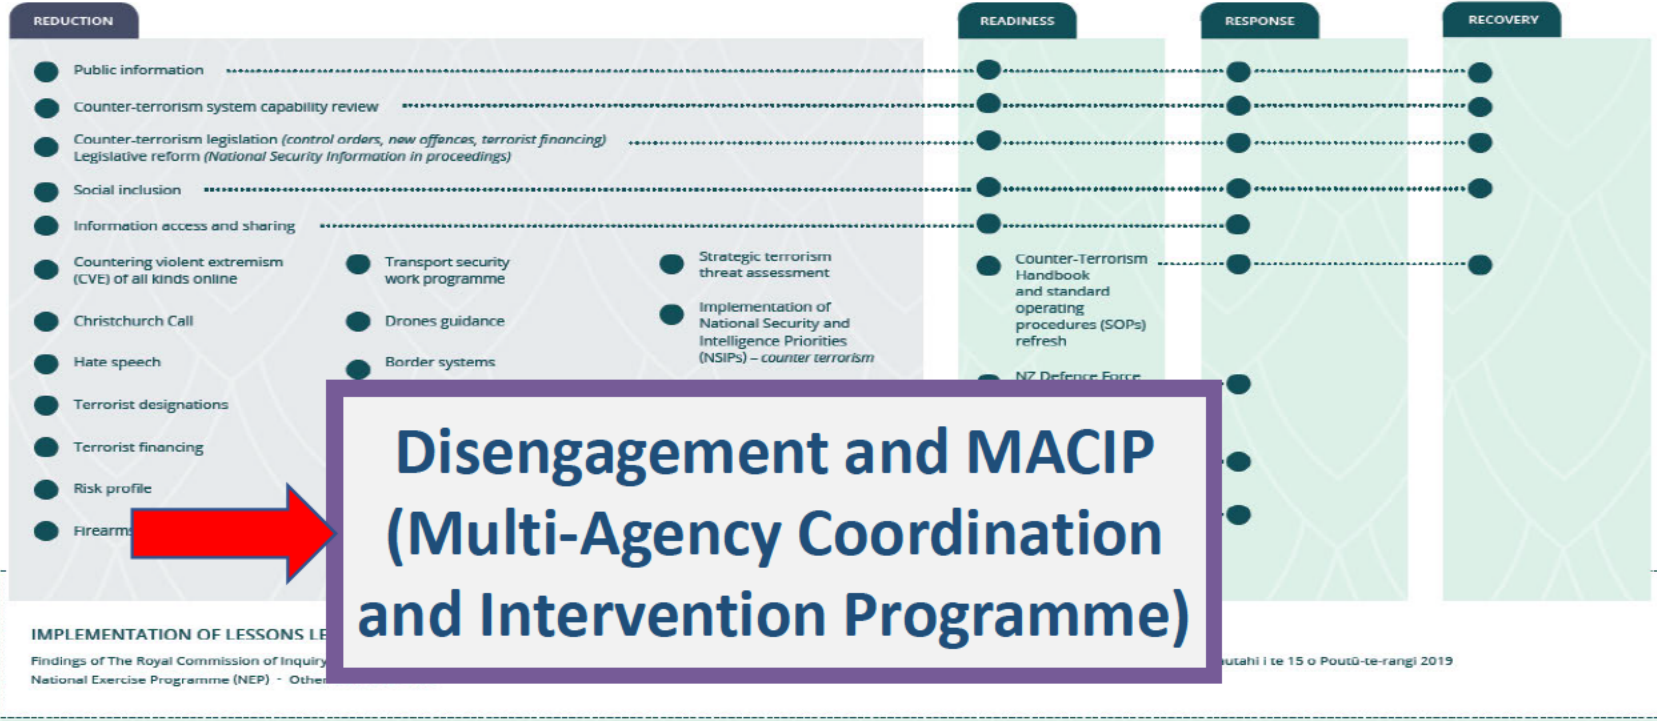 REDUCTION
READINESS
RESPONSE
RECOVERY
Public information
Counter-terrorism system capability review
Counter-terrorism legislation (control orders, new offences, terrorist financing)
Legislative reform (National Security Information in proceedings)
Social inclusion
Information access and sharing
Countering violent extremism
(CVE) of all kinds online
Christchurch Call
Hate speech
Terrorist designations
Terrorist financing
Risk profile
Firearms
Transport security
work programme
Drones guidance
Border systems
Strategic terrorism
threat assessment
Implementation of
National Security and
Intelligence Priorities
(NSIPs) – counter terrorism
Counter-Terrorism
Handbook
and standard
operating
procedures (SOPs)
refresh
NZ Defence Force
Disengagement and MACIP
(Multi-Agency Coordination
and Intervention Programme)
IMPLEMENTATION OF LESSONS LE
Findings of The Royal Commission of Inquiry
utahi i te 15 o Poutū-te-rangi 2019
National Exercise Programme (NEP) - Other